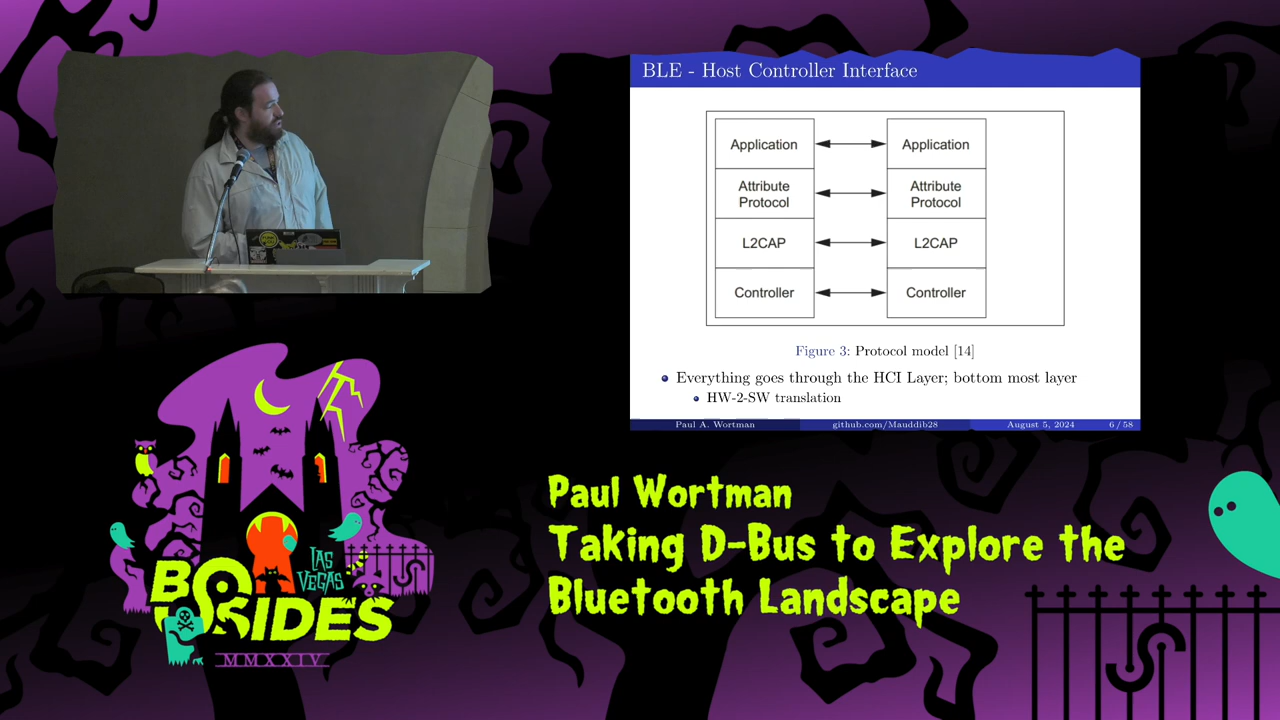 BLE - Host Controller Interface
Application
Application
Attribute
Protocol
Attribute
Protocol
L2CAP
L2CAP
Controller
Controller
Figure 3: Protocol model [14]
Everything goes through the HCI Layer; bottom most layer
HW-2-SW translation
Paul A. Wortman
github.com/Mauddib28
August 5, 2024
6 / 58
LAS
VEGAS
BSIDES
MMXXIV
Paul Wortman
Taking D-Bus to Explore the
Bluetooth Landscape